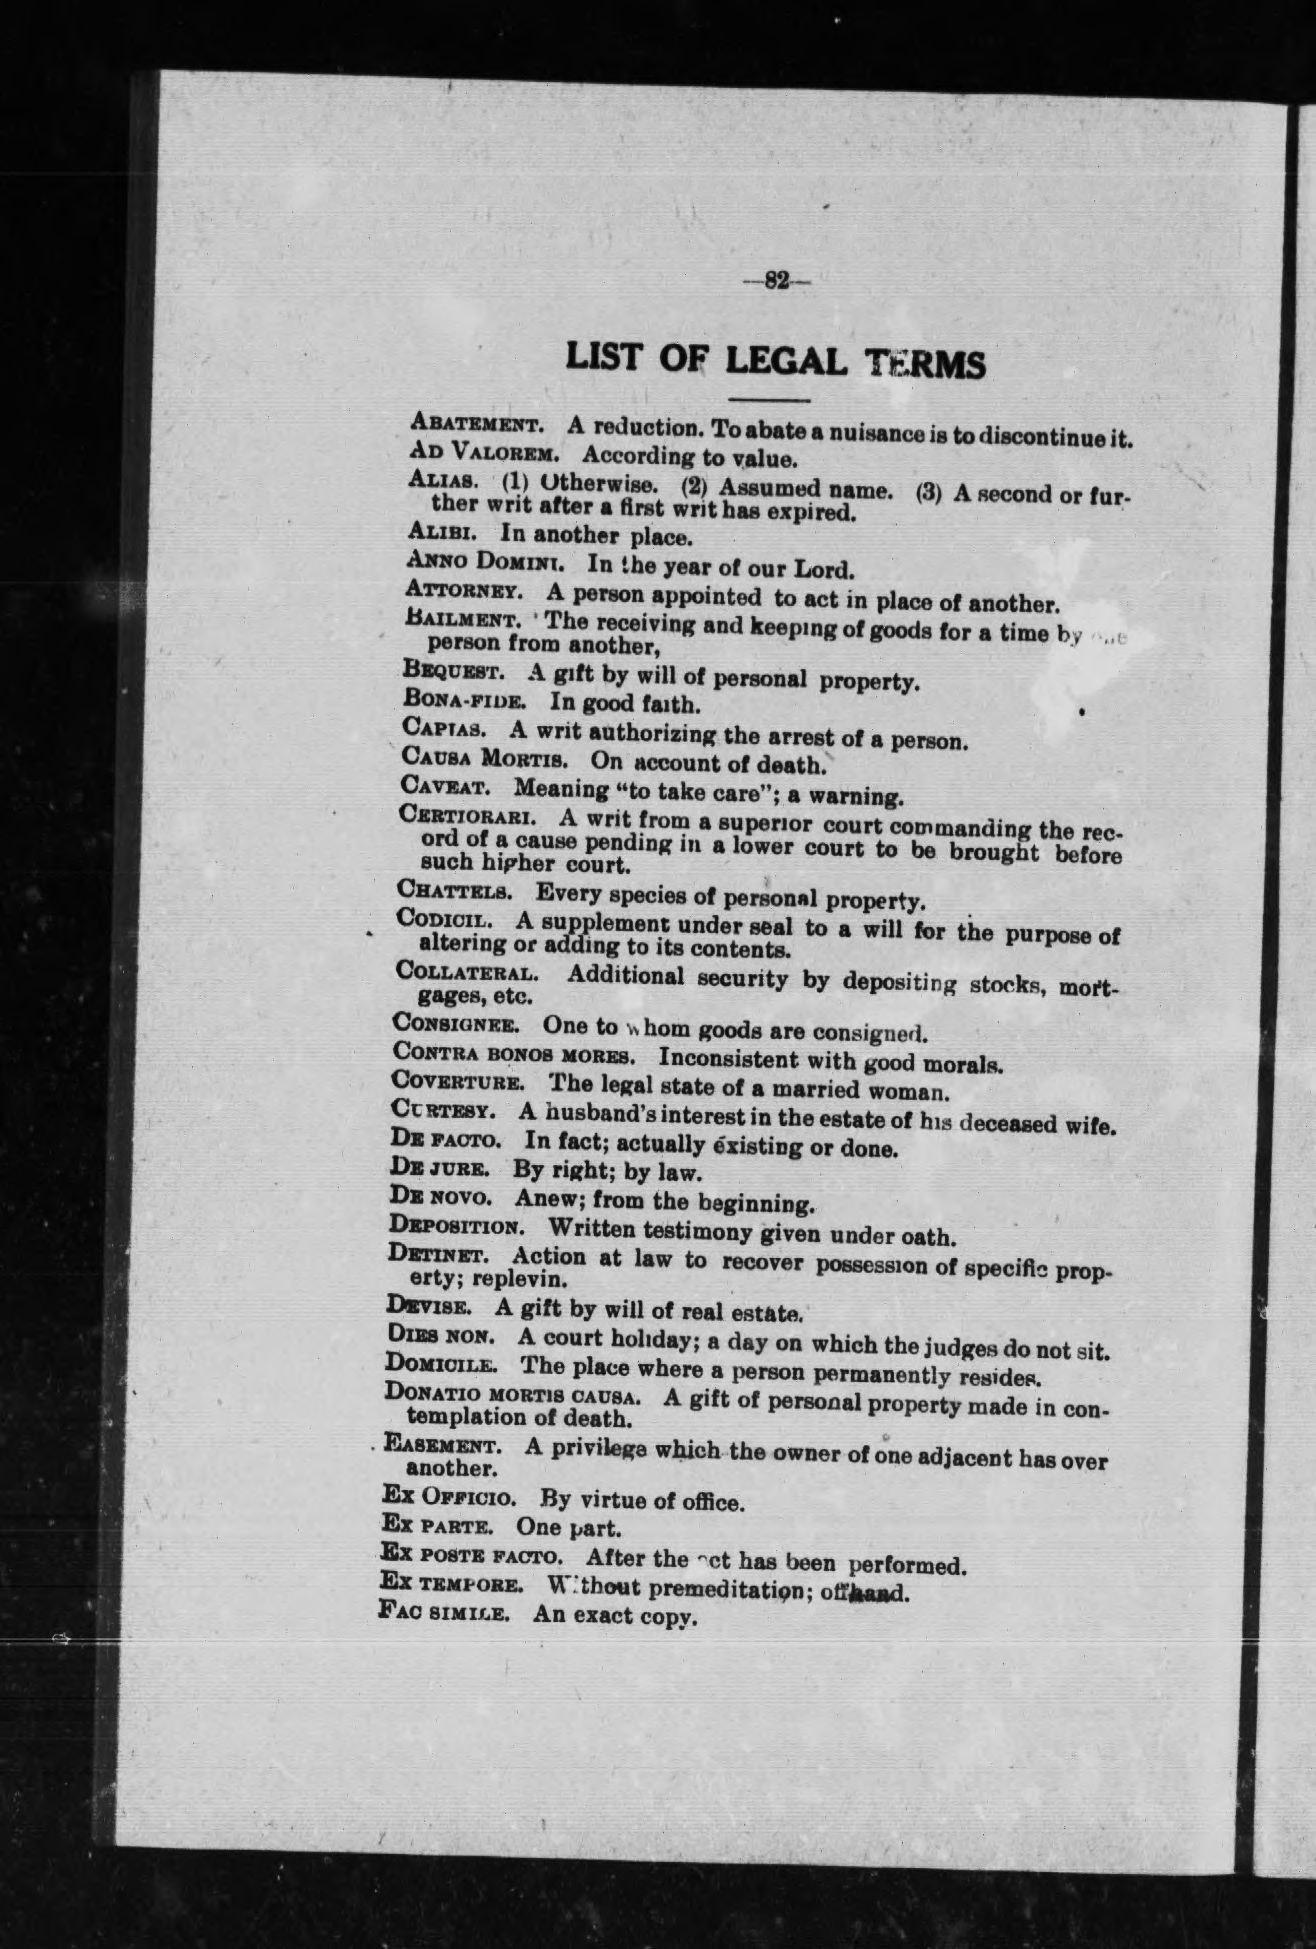 —82—
LIST OF LEGAL TERMS
ABATEMENT. A reduction. To abate a nuisance is to discontinue it.
AD VALOREM. According to value.
ALIAS. (1) Otherwise. (2) Assumed name. (3) A second or fur-
ther writ after a first writ has expired.
ALIBI. In another place.
ANNO DOMINI. In the year of our Lord.
ATTORNEY. A person appointed to act in place of another.
BAILMENT. The receiving and keeping of goods for a time by one
person from another,
BEQUEST. A gift by will of personal property.
BONA-FIDE. In good faith.
CAPIAS. A writ authorizing the arrest of a person.
CAUSA MORTIS. On account of death.
CAVEAT. Meaning “to take care”; a warning.
CERTIORARI. A writ from a superior court commanding the rec-
ord of a cause pending in a lower court to be brought before
such higher court.
CHATTELS. Every species of personal property.
CODICIL. A supplement under seal to a will for the purpose of
altering or adding to its contents.
COLLATERAL. Additional security by depositing stocks, mort-
gages, etc.
CONSIGNEE. One to whom goods are consigned.
CONTRA BONOS MORES. Inconsistent with good morals.
COVERTURE. The legal state of a married woman.
CURTESY. A husband's interest in the estate of his deceased wife.
DE FACTO. In fact; actually existing or done.
DE JURE. By right; by law.
DE NOVO. Anew; from the beginning.
DEPOSITION. Written testimony given under oath.
DETINET. Action at law to recover possession of specific prop-
erty; replevin.
DEVISE. A gift by will of real estate.
DIES NON. A court holiday; a day on which the judges do not sit.
DOMICILE. The place where a person permanently resides.
DONATIO MORTIS CAUSA. A gift of personal property made in con-
templation of death.
EASEMENT. A privilege which the owner of one adjacent has over
another.
EX OFFICIO. By virtue of office.
EX PARTE. One part.
EX POSTE FACTO. After the act has been performed.
EX TEMPORE. Without premeditation; offhand.
FAC SIMILE. An exact copy.